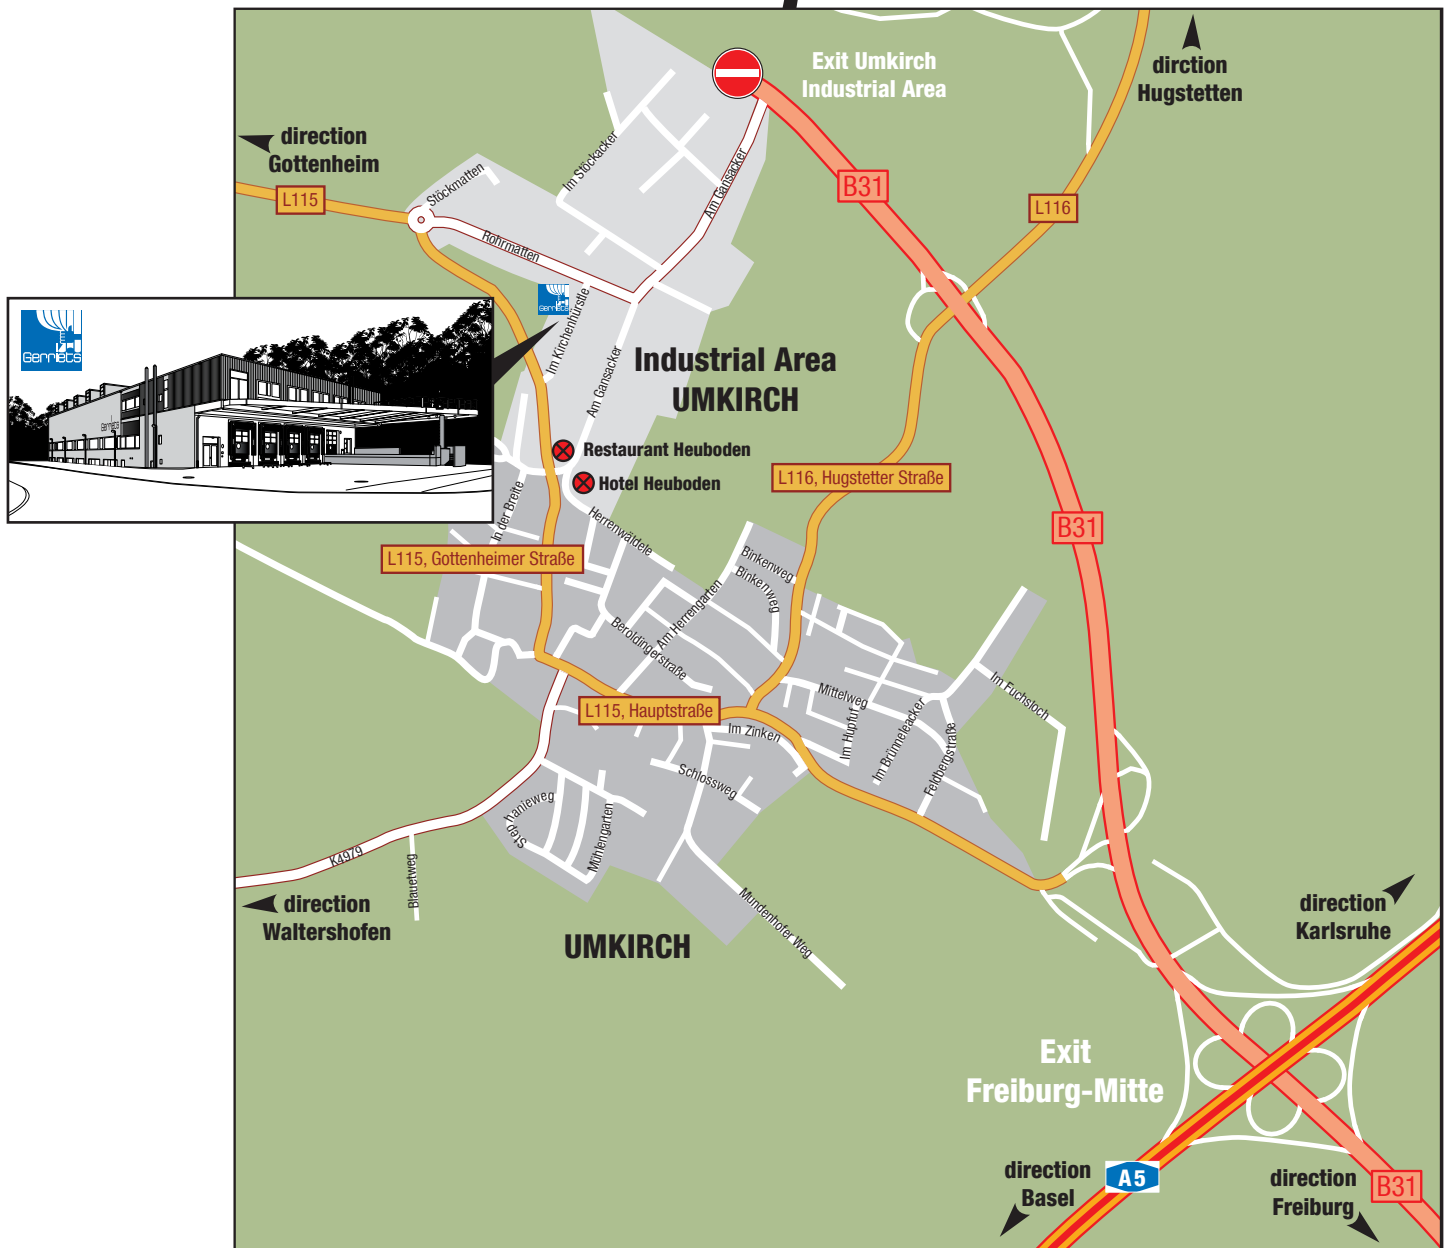 Exit Umkirch
Industrial Area
dirction
Hugstetten
direction
Gottenheim
L115
Stöckmatten
Im Stöckacker
Am Gansacker
B31
L116
Rohrmatten
Gerriets
Im Kirchenhürstle
Am Gansacker
Gerriets
Gerriets
Industrial Area
UMKIRCH
Restaurant Heuboden
Hotel Heuboden
L116, Hugstetter Straße
In der Breite
Herrenwäldele
B31
L115, Gottenheimer Straße
Binkenweg
Binkenweg
Am Herrengarten
Beroldingerstraße
Mittelweg
Im Fuchsloch
L115, Hauptstraße
Im Zinken
Im Hupfuf
Im Brünneleacker
Feldbergstraße
Schlossweg
Stephanieweg
Mühlengarten
K4979
Blauetweg
direction
Waltershofen
Mundenhofer Weg
UMKIRCH
direction
Karlsruhe
Exit
Freiburg-Mitte
direction
Basel
A5
direction
Freiburg
B31